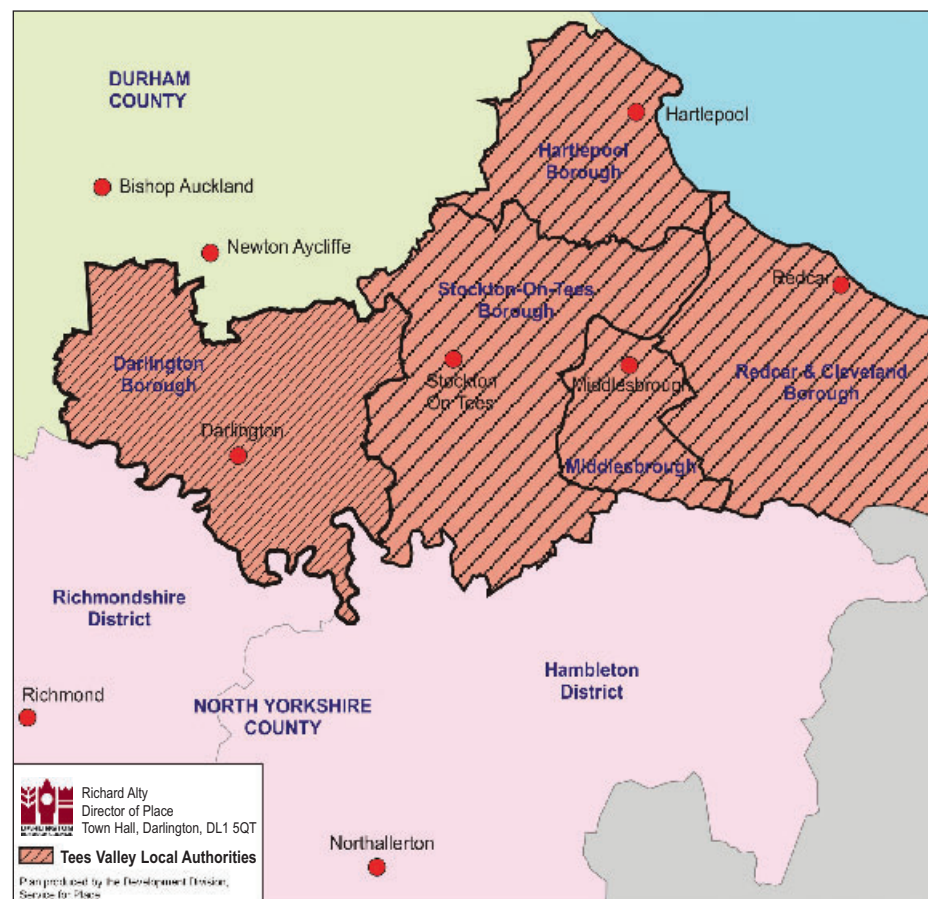 DURHAM
COUNTY
Hartlepool
Hartlepool
Borough
Bishop Auckland
Newton Aycliffe
Redcar
Stockton-On-Tees
Borough
Darlington
Borough
Stockton
On Tees
Middlesbrough
Redcar & Cleveland
Borough
Darlington
Middlesbrough
Richmondshire
District
Hambleton
District
Richmond
NORTH YORKSHIRE
COUNTY
Richard Alty
Director of Place
Town Hall, Darlington, DL1 5QT
DARLINGTON
BOROUGH COUNCIL
Tees Valley Local Authorities
Northallerton
Plan produced by the Development Division,
Service for Place